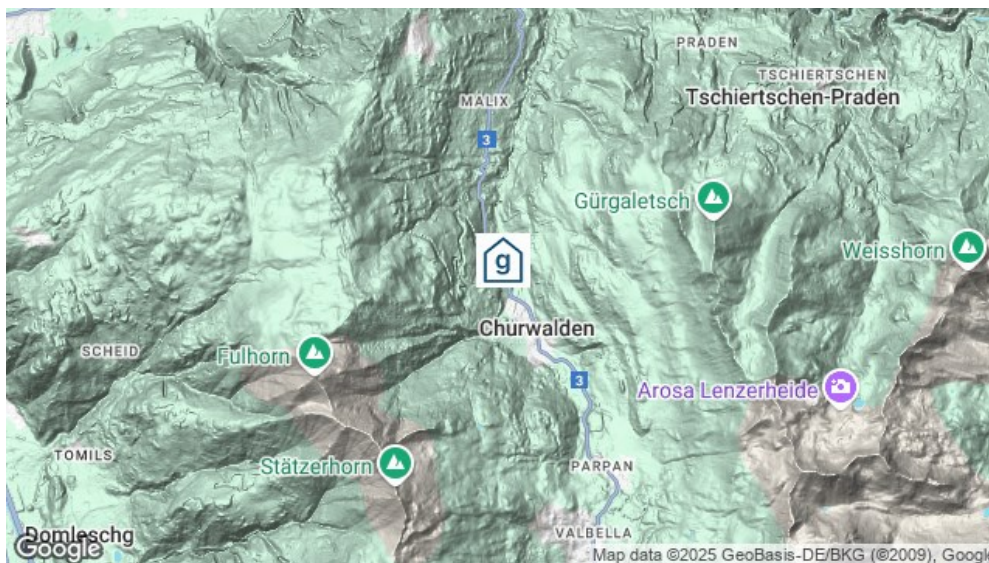 PRADEN
TSCHIERTSCHEN
Tschiertschen-Praden
MALIX
3
Gürgaletsch
Weisshorn
g
Churwalden
SCHEID
Fulhorn
3
Arosa Lenzerheide
TOMILS
Stätzerhorn
PARPAN
VALBELLA
Domleschg
Google
Map data ©2025 GeoBasis-DE/BKG (©2009), Google